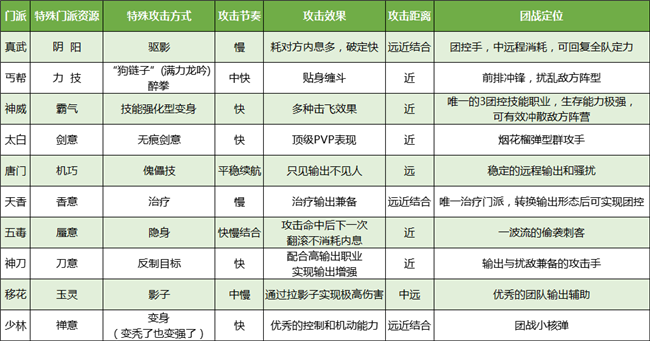 门派 特殊门派资源 特殊攻击方式 攻击节奏 攻击效果 攻击距离 团战定位
真武 阴 阳 驱影 慢 耗对方内息多，破定快 远近结合 团控手，中远程消耗，可回复全队定力
丐帮 力 技 “狗链子”(满力龙吟) 醉拳 中快 贴身缠斗 近 前排冲锋，扰乱敌方阵型
神威 霸气 技能强化型变身 快 多种击飞效果 近 唯一的3团控技能职业，生存能力极强，可有效冲散敌方阵营
太白 剑意 无痕剑意 快 顶级PVP表现 近 烟花榴弹型群攻手
唐门 机巧 傀儡技 平稳续航 只见输出不见人 远 稳定的远程输出和骚扰
天香 香意 治疗 慢 治疗输出兼备 远近结合 唯一治疗门派，转换输出形态后可实现团控
五毒 蜃意 隐身 快慢结合 攻击命中后下一次翻滚不消耗内息 近 一波流的偷袭刺客
神刀 刀意 反制目标 快 配合高输出职业实现输出增强 近 输出与扰敌兼备的攻击手
移花 玉灵 影子 中慢 通过拉影子实现极高伤害 中远 优秀的团队输出辅助
少林 禅意 变身（变秃了也变强了） 快 优秀的控制和机动能力 远近结合 团战小核弹